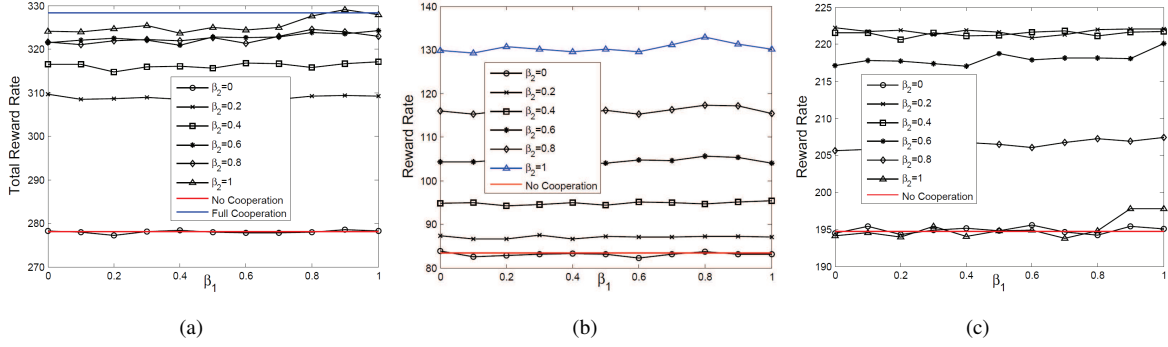 Total Reward Rate
330
320
310
300
290
280
270
0
0.2
0.4
0.6
0.8
1
β1
β2=0
β2=0.2
β2=0.4
β2=0.6
β2=0.8
β2=1
No Cooperation
Full Cooperation
(a)
Reward Rate
140
130
120
110
100
90
80
0
0.2
0.4
0.6
0.8
1
β1
β2=0
β2=0.2
β2=0.4
β2=0.6
β2=0.8
β2=1
No Cooperation
(b)
Reward Rate
225
220
215
210
205
200
195
190
0
0.2
0.4
0.6
0.8
1
β1
β2=0
β2=0.2
β2=0.4
β2=0.6
β2=0.8
β2=1
No Cooperation
(c)